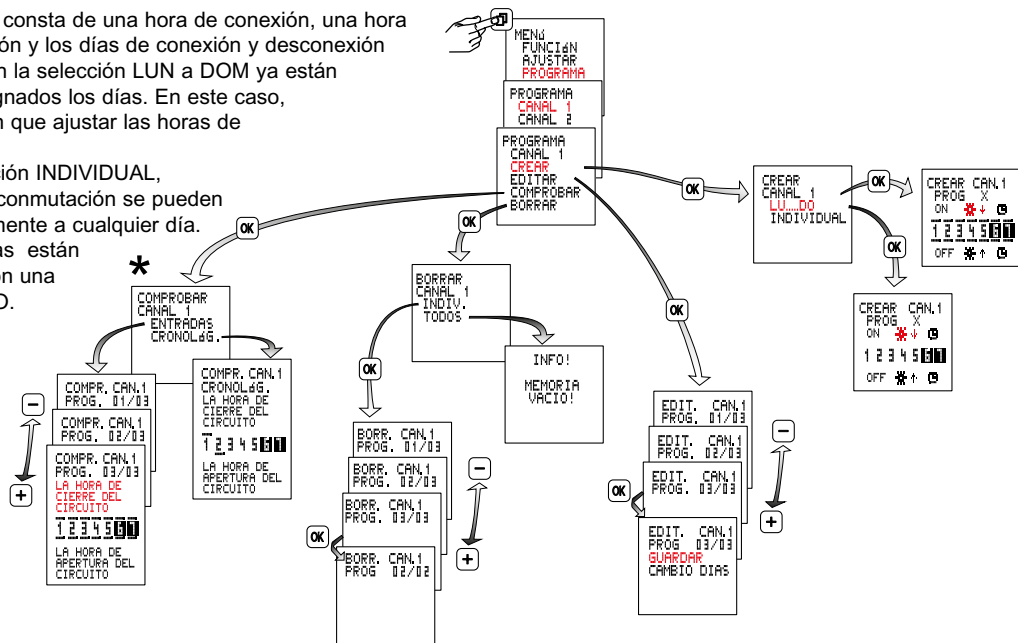 consta de una hora de conexión, una hora
ón y los días de conexión y desconexión
n la selección LUN a DOM ya están
gnados los días. En este caso,
n que ajustar las horas de
ción INDIVIDUAL,
conmutación se pueden
mente a cualquier día.
as están
on una
O.
MENú
FUNCIóN
AJUSTAR
PROGRAMA
PROGRAMA
CANAL 1
CANAL 2
PROGRAMA
CANAL 1
CREAR
EDITAR
COMPROBAR
BORRAR
OK
OK
OK
OK
CREAR
CANAL 1
LU....DO
INDIVIDUAL
OK
OK
CREAR CAN.1
PROG X
ON
1 2 3 4 5 6 7
OFF
CREAR CAN.1
PROG X
ON
1 2 3 4 5 6 7
OFF
*
COMPROBAR
CANAL 1
ENTRADAS
CRONOLóG.
COMPR. CAN.1
PROG. 01/03
COMPR. CAN.1
PROG. 02/03
COMPR. CAN.1
PROG. 03/03
LA HORA DE
CIERRE DEL
CIRCUITO
1 2 3 4 5 6 7
LA HORA DE
APERTURA DEL
CIRCUITO
−
+
COMPR. CAN.1
CRONOLóG.
LA HORA DE
CIERRE DEL
CIRCUITO
1 2 3 4 5 6 7
LA HORA DE
APERTURA DEL
CIRCUITO
BORRAR
CANAL 1
INDIV.
TODOS
OK
INFO!
MEMORIA
VACIO!
BORR. CAN.1
PROG. 01/03
BORR. CAN.1
PROG. 02/03
BORR. CAN.1
PROG. 03/03
OK
BORR. CAN.1
PROG 02/02
−
+
EDIT. CAN.1
PROG. 01/03
EDIT. CAN.1
PROG. 02/03
EDIT. CAN.1
PROG. 03/03
OK
EDIT. CAN.1
PROG 03/03
GUARDAR
CAMBIO DIAS
−
+